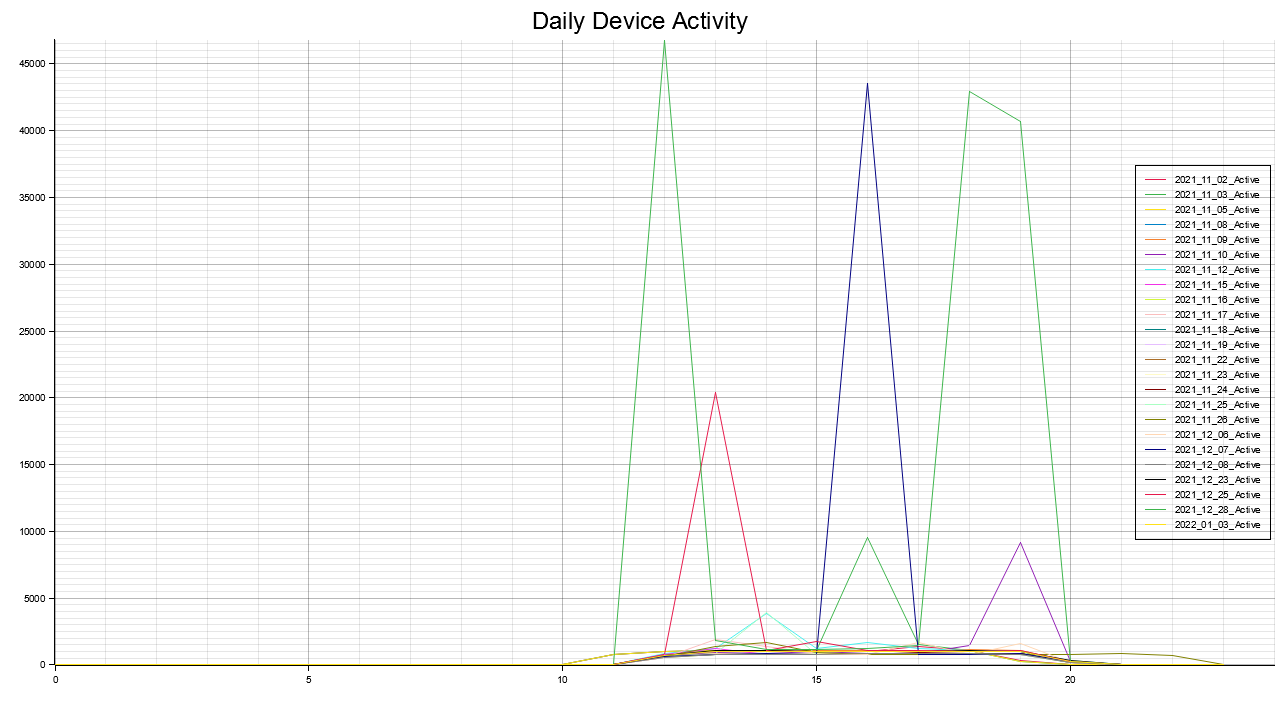 Daily Device Activity
45000
40000
35000
30000
25000
20000
15000
10000
5000
0
0
5
10
15
20
2021_11_02_Active
2021_11_03_Active
2021_11_05_Active
2021_11_08_Active
2021_11_09_Active
2021_11_10_Active
2021_11_12_Active
2021_11_15_Active
2021_11_16_Active
2021_11_17_Active
2021_11_18_Active
2021_11_19_Active
2021_11_22_Active
2021_11_23_Active
2021_11_24_Active
2021_11_25_Active
2021_11_26_Active
2021_12_06_Active
2021_12_07_Active
2021_12_08_Active
2021_12_23_Active
2021_12_25_Active
2021_12_28_Active
2022_01_03_Active